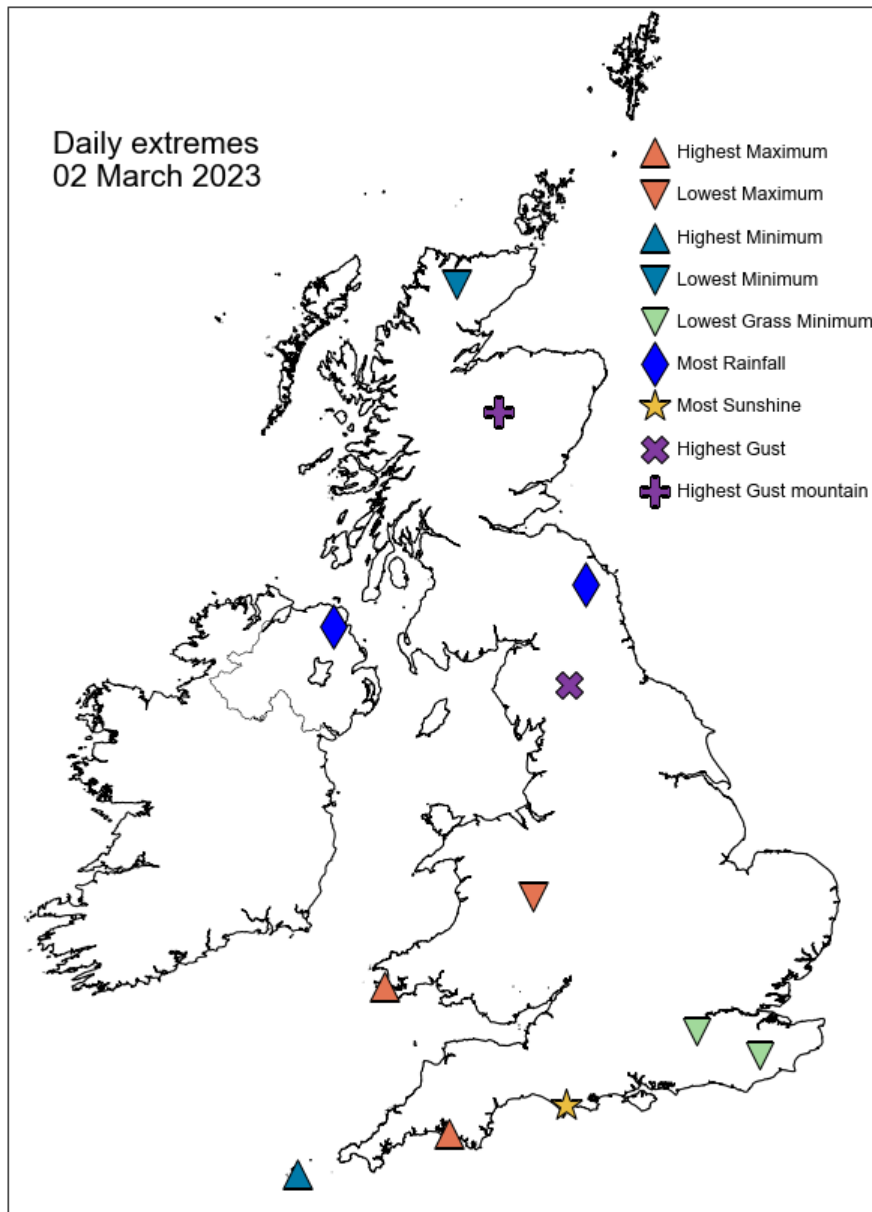 Daily extremes
02 March 2023
Highest Maximum
Lowest Maximum
Highest Minimum
Lowest Minimum
Lowest Grass Minimum
Most Rainfall
Most Sunshine
Highest Gust
Highest Gust mountain